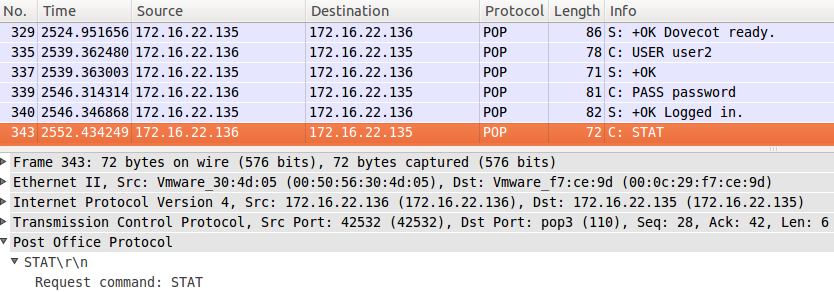 No. Time Source Destination Protocol Length Info
329 2524.951656 172.16.22.135 172.16.22.136 POP 86 S: +OK Dovecot ready.
335 2539.362480 172.16.22.136 172.16.22.135 POP 78 C: USER user2
337 2539.363003 172.16.22.135 172.16.22.136 POP 71 S: +OK
339 2546.314314 172.16.22.136 172.16.22.135 POP 81 C: PASS password
340 2546.346868 172.16.22.135 172.16.22.136 POP 82 S: +OK Logged in.
343 2552.434249 172.16.22.136 172.16.22.135 POP 72 C: STAT
Frame 343: 72 bytes on wire (576 bits), 72 bytes captured (576 bits)
Ethernet II, Src: Vmware_30:4d:05 (00:50:56:30:4d:05), Dst: Vmware_f7:ce:9d (00:0c:29:f7:ce:9d)
Internet Protocol Version 4, Src: 172.16.22.136 (172.16.22.136), Dst: 172.16.22.135 (172.16.22.135)
Transmission Control Protocol, Src Port: 42532 (42532), Dst Port: pop3 (110), Seq: 28, Ack: 42, Len: 6
Post Office Protocol
STAT\r\n
Request command: STAT